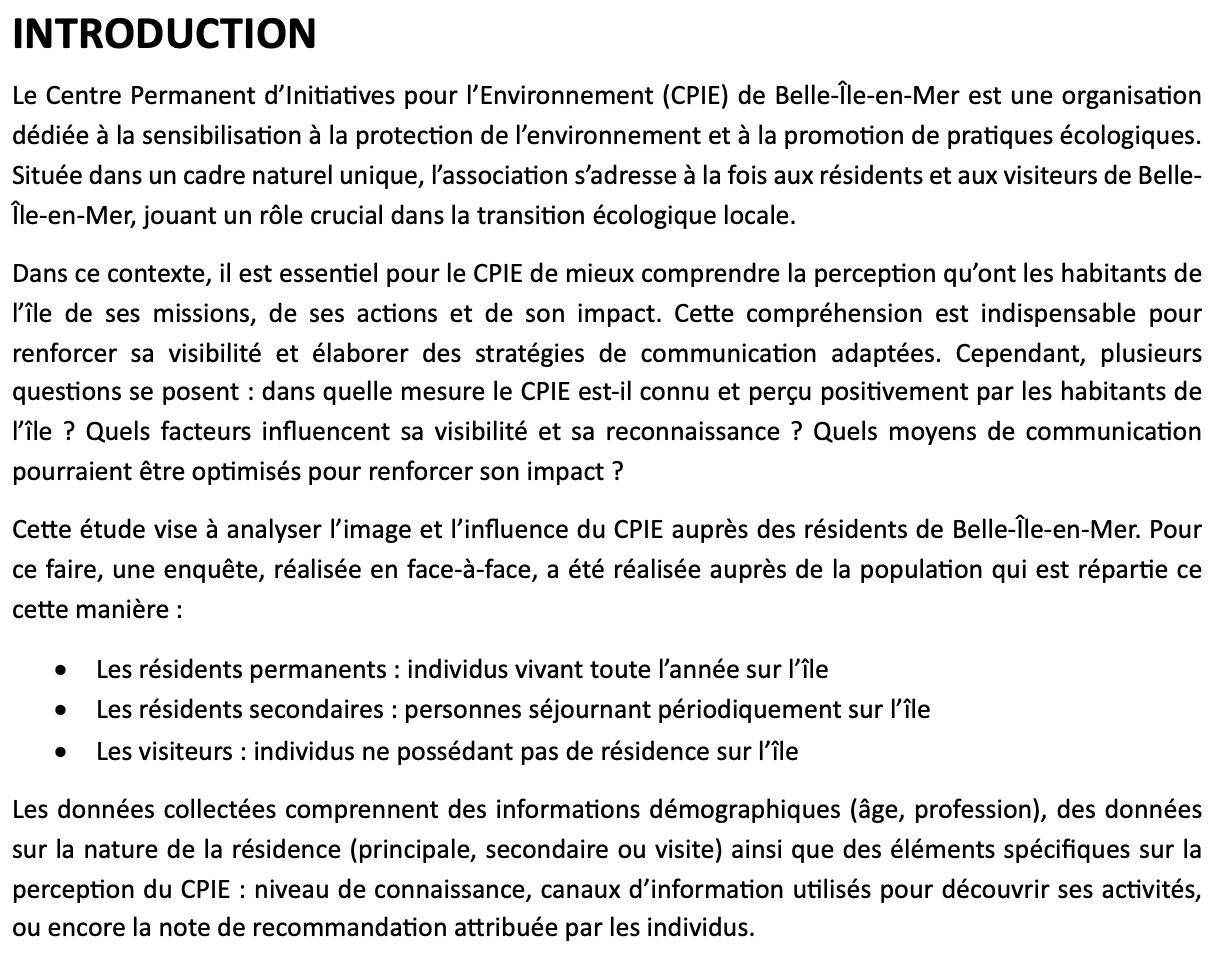 INTRODUCTION
Le Centre Permanent d’Initiatives pour l’Environnement (CPIE) de Belle-Île-en-Mer est une organisation
dédiée à la sensibilisation à la protection de l’environnement et à la promotion de pratiques écologiques.
Située dans un cadre naturel unique, l’association s’adresse à la fois aux résidents et aux visiteurs de Belle-
Île-en-Mer, jouant un rôle crucial dans la transition écologique locale.
Dans ce contexte, il est essentiel pour le CPIE de mieux comprendre la perception qu’ont les habitants de
l’île de ses missions, de ses actions et de son impact. Cette compréhension est indispensable pour
renforcer sa visibilité et élaborer des stratégies de communication adaptées. Cependant, plusieurs
questions se posent : dans quelle mesure le CPIE est-il connu et perçu positivement par les habitants de
l’île ? Quels facteurs influencent sa visibilité et sa reconnaissance ? Quels moyens de communication
pourraient être optimisés pour renforcer son impact ?
Cette étude vise à analyser l’image et l’influence du CPIE auprès des résidents de Belle-Île-en-Mer. Pour
ce faire, une enquête, réalisée en face-à-face, a été réalisée auprès de la population qui est répartie ce
cette manière :
• Les résidents permanents : individus vivant toute l’année sur l’île
• Les résidents secondaires : personnes séjournant périodiquement sur l’île
• Les visiteurs : individus ne possédant pas de résidence sur l’île
Les données collectées comprennent des informations démographiques (âge, profession), des données
sur la nature de la résidence (principale, secondaire ou visite) ainsi que des éléments spécifiques sur la
perception du CPIE : niveau de connaissance, canaux d’information utilisés pour découvrir ses activités,
ou encore la note de recommandation attribuée par les individus.